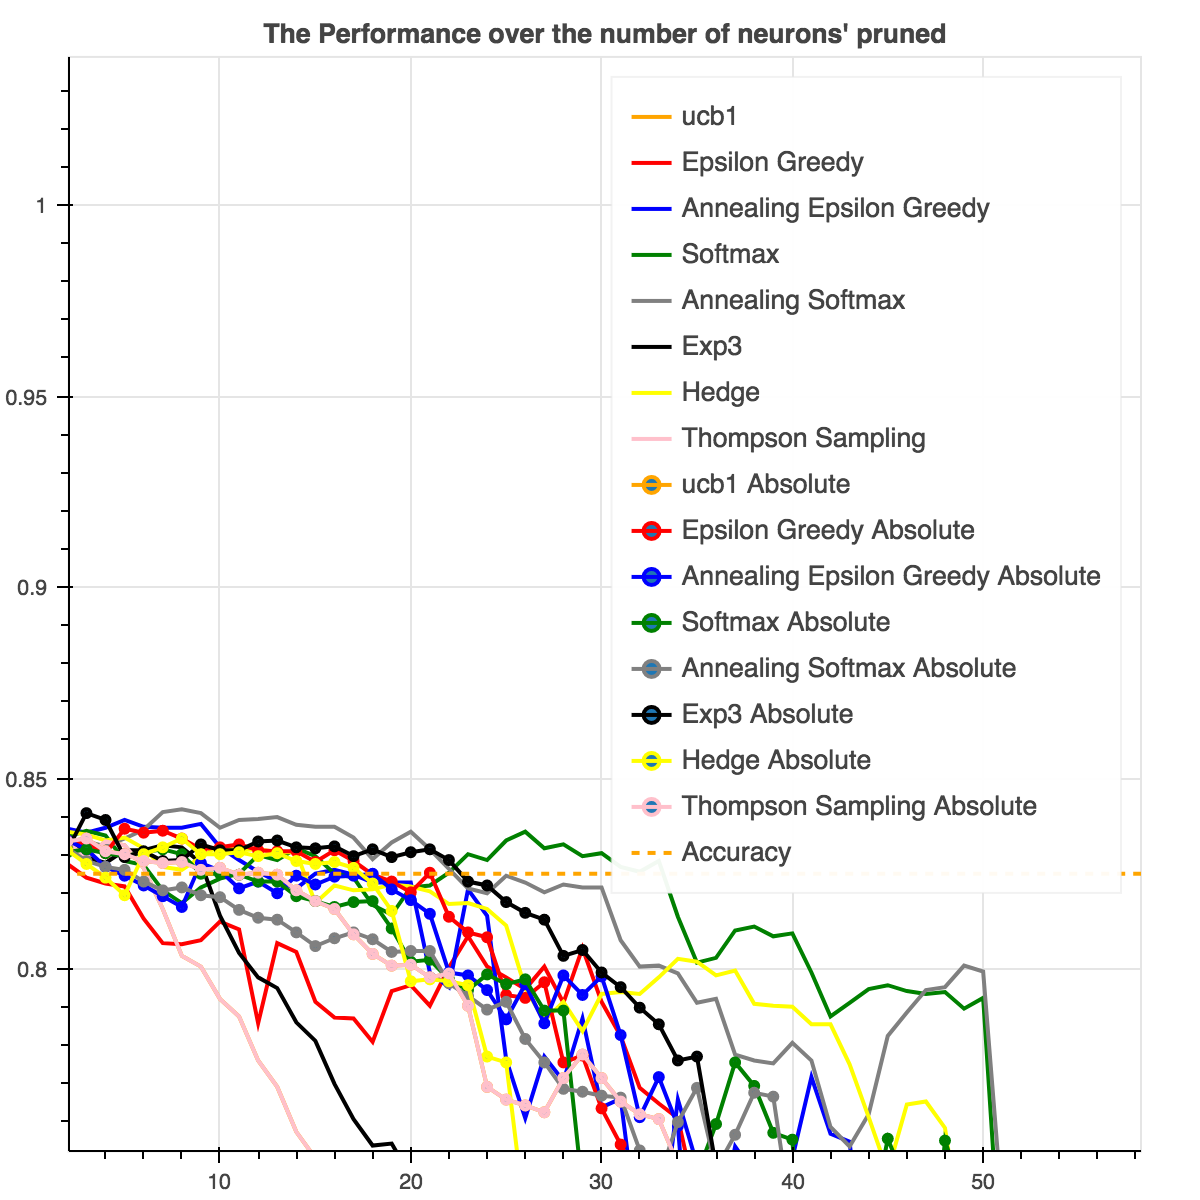 The Performance over the number of neurons' pruned
ucb1
Epsilon Greedy
Annealing Epsilon Greedy
Softmax
Annealing Softmax
Exp3
Hedge
Thompson Sampling
ucb1 Absolute
Epsilon Greedy Absolute
Annealing Epsilon Greedy Absolute
Softmax Absolute
Annealing Softmax Absolute
Exp3 Absolute
Hedge Absolute
Thompson Sampling Absolute
Accuracy
1
0.95
0.9
0.85
0.8
10 20 30 40 50